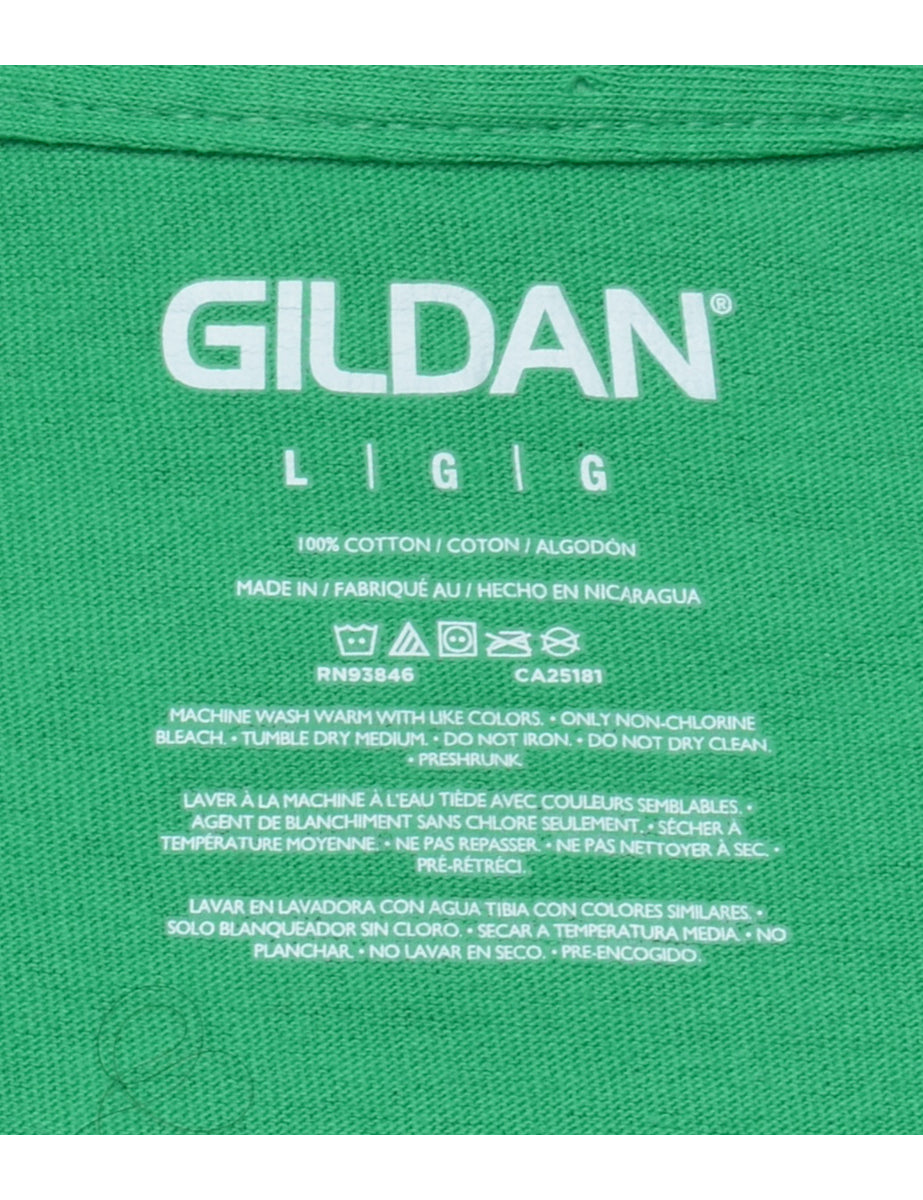 GILDAN®
L | G | G
100% COTTON / COTON / ALGODÓN
MADE IN / FABRIQUÉ AU / HECHO EN NICARAGUA
RN93846 CA25181
MACHINE WASH WARM WITH LIKE COLORS. • ONLY NON-CHLORINE
BLEACH. • TUMBLE DRY MEDIUM. • DO NOT IRON. • DO NOT DRY CLEAN.
• PRESHRUNK.
LAVER À LA MACHINE À L'EAU TIÈDE AVEC COULEURS SEMBLABLES. •
AGENT DE BLANCHIMENT SANS CHLORE SEULEMENT. • SÉCHER À
TEMPÉRATURE MOYENNE. • NE PAS REPASSER. • NE PAS NETTOYER À SEC. •
PRÉ-RÉTRÉCI.
LAVAR EN LAVADORA CON AGUA TIBIA CON COLORES SIMILARES. •
SOLO BLANQUEADOR SIN CLORO. • SECAR A TEMPERATURA MEDIA. • NO
PLANCHAR. • NO LAVAR EN SECO. • PRE-ENCOGIDO.